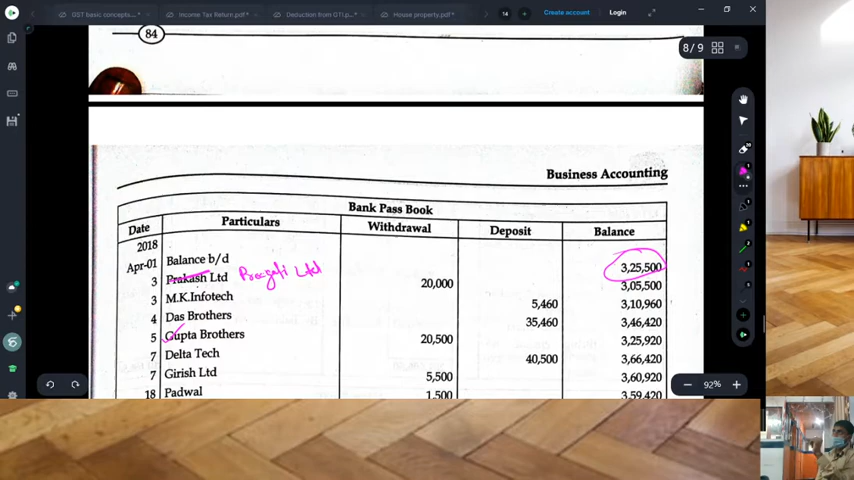 GST basic concepts....*
Income Tax Return.pdf*
Deduction from GTI.p...*
House property.pdf*
14
Create account
Login
84
8/9
Business Accounting
Bank Pass Book
Date Particulars Withdrawal Deposit Balance
2018
Apr-01 Balance b/d 3,25,500
3 Prakash Ltd Pragati Ltd 20,000 3,05,500
3 M.K.Infotech 5,460 3,10,960
4 Das Brothers 35,460 3,46,420
5 Gupta Brothers 20,500 3,25,920
7 Delta Tech 40,500 3,66,420
7 Girish Ltd 5,500 3,60,920
18 Padwal 1,500 3,59,420
92%